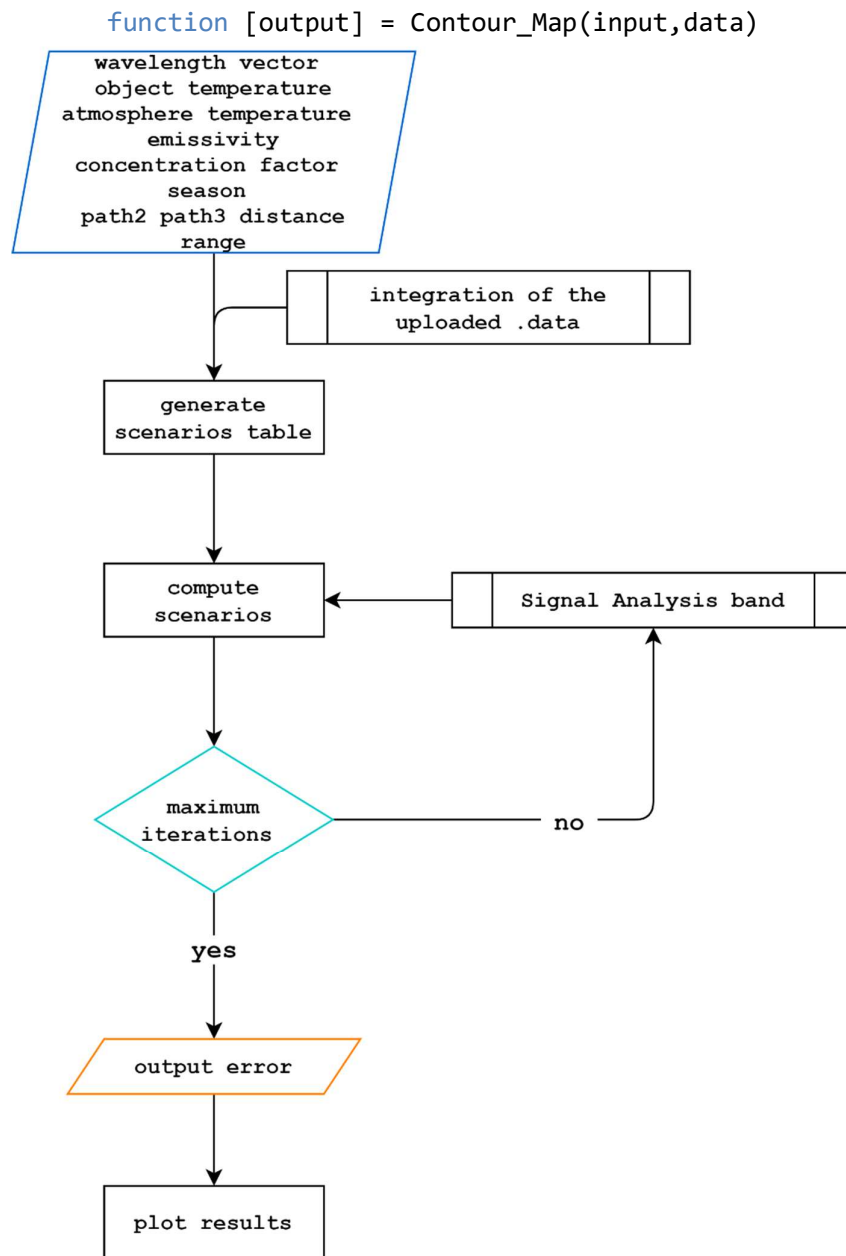 function [output] = Contour_Map(input,data)
wavelength vector
object temperature
atmosphere temperature
emissivity
concentration factor
season
path2 path3 distance
range
integration of the
uploaded .data
generate
scenarios table
compute
scenarios
Signal Analysis band
maximum
iterations
no
yes
output error
plot results